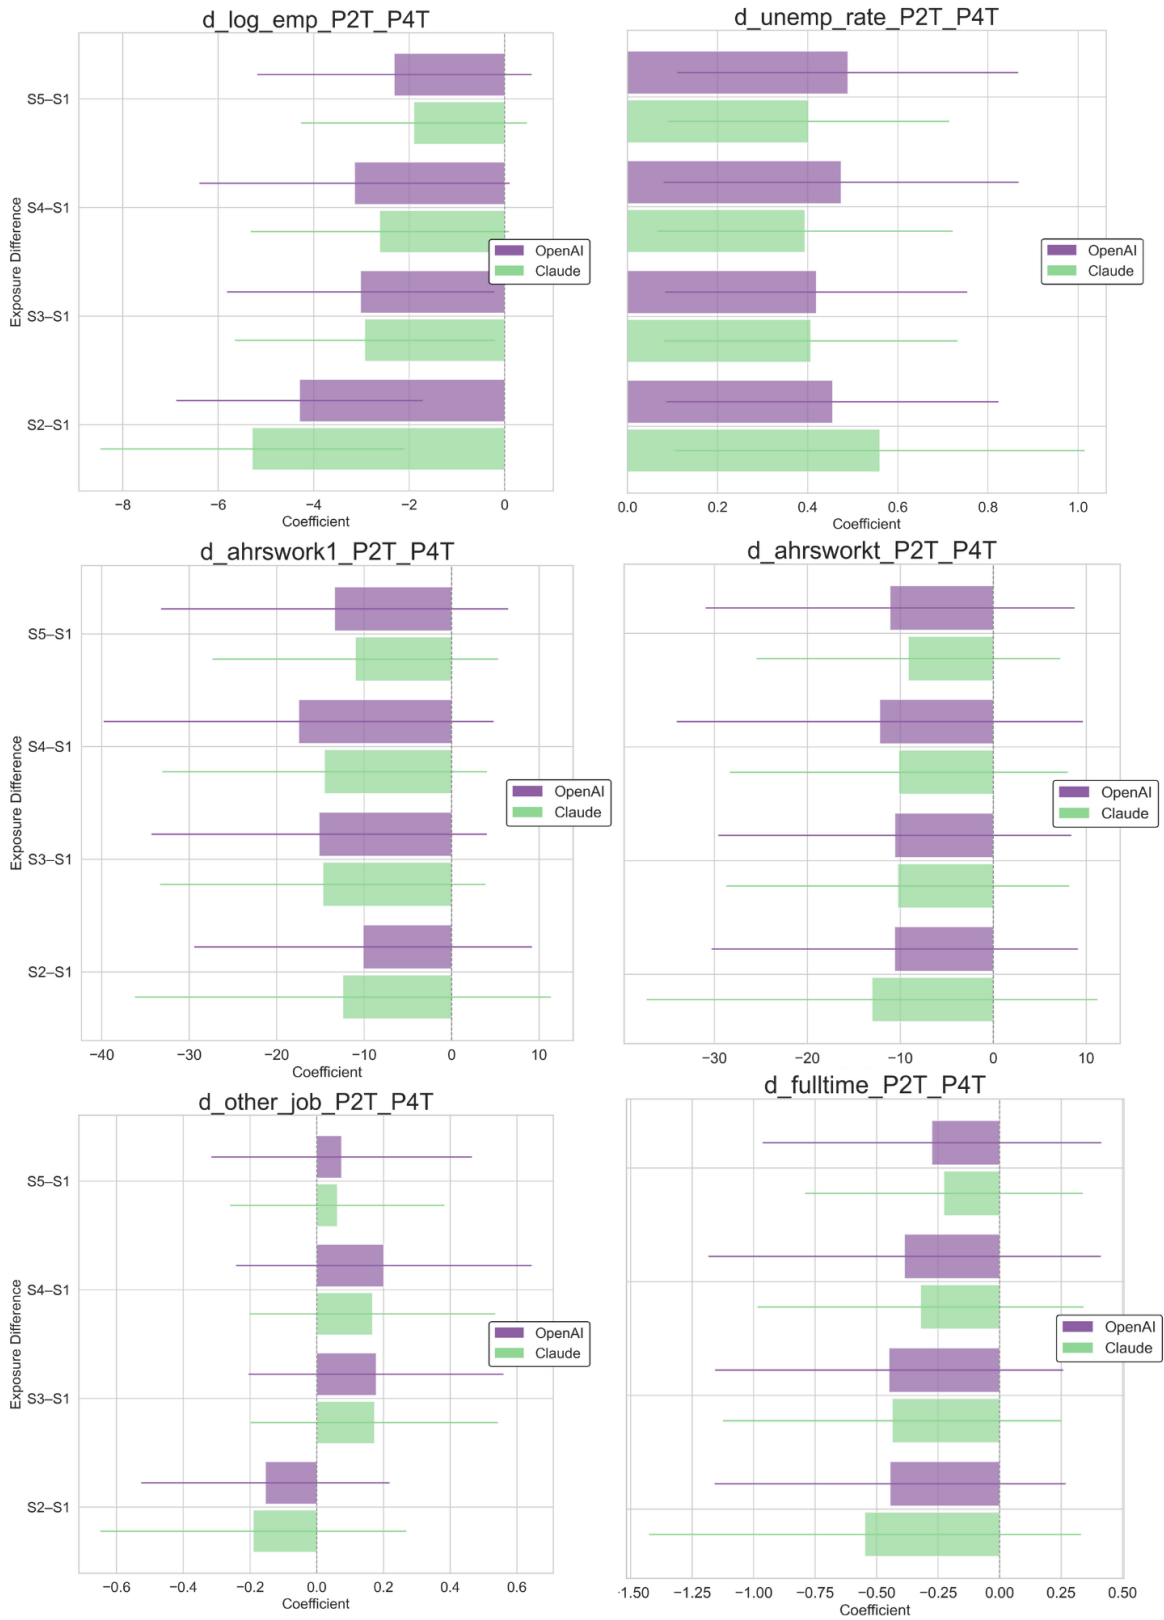 d_log_emp_P2T_P4T
Exposure Difference
S5–S1
S4–S1
S3–S1
S2–S1
OpenAI
Claude
−8 −6 −4 −2 0
Coefficient
d_unemp_rate_P2T_P4T
OpenAI
Claude
0.0 0.2 0.4 0.6 0.8 1.0
Coefficient
d_ahrswork1_P2T_P4T
Exposure Difference
S5–S1
S4–S1
S3–S1
S2–S1
OpenAI
Claude
−40 −30 −20 −10 0 10
Coefficient
d_ahrsworkt_P2T_P4T
OpenAI
Claude
−30 −20 −10 0 10
d_other_job_P2T_P4T
Exposure Difference
S5–S1
S4–S1
S3–S1
S2–S1
OpenAI
Claude
−0.6 −0.4 −0.2 0.0 0.2 0.4 0.6
Coefficient
d_fulltime_P2T_P4T
OpenAI
Claude
−1.50 −1.25 −1.00 −0.75 −0.50 −0.25 0.00 0.25 0.50
Coefficient